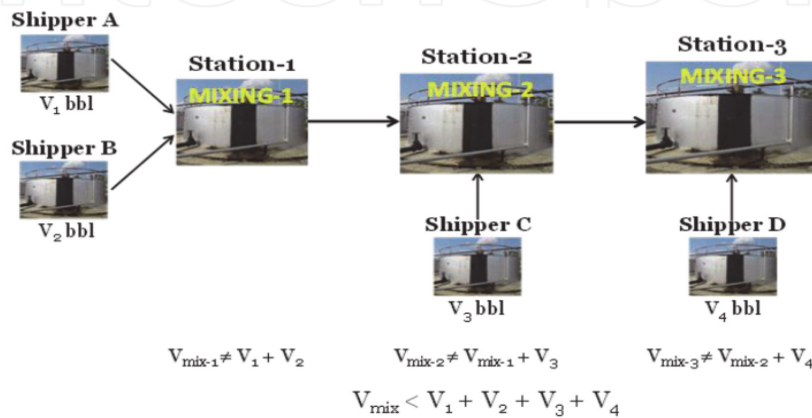 Shipper A
V₁ bbl
Shipper B
V₂ bbl
Station-1
MIXING-1
Station-2
MIXING-2
Station-3
MIXING-3
Shipper C
V₃ bbl
Shipper D
V₄ bbl
Vmix-1 ≠ V₁ + V₂
Vmix-2 ≠ Vmix-1 + V₃
Vmix-3 ≠ Vmix-2 + V₄
Vmix < V₁ + V₂ + V₃ + V₄